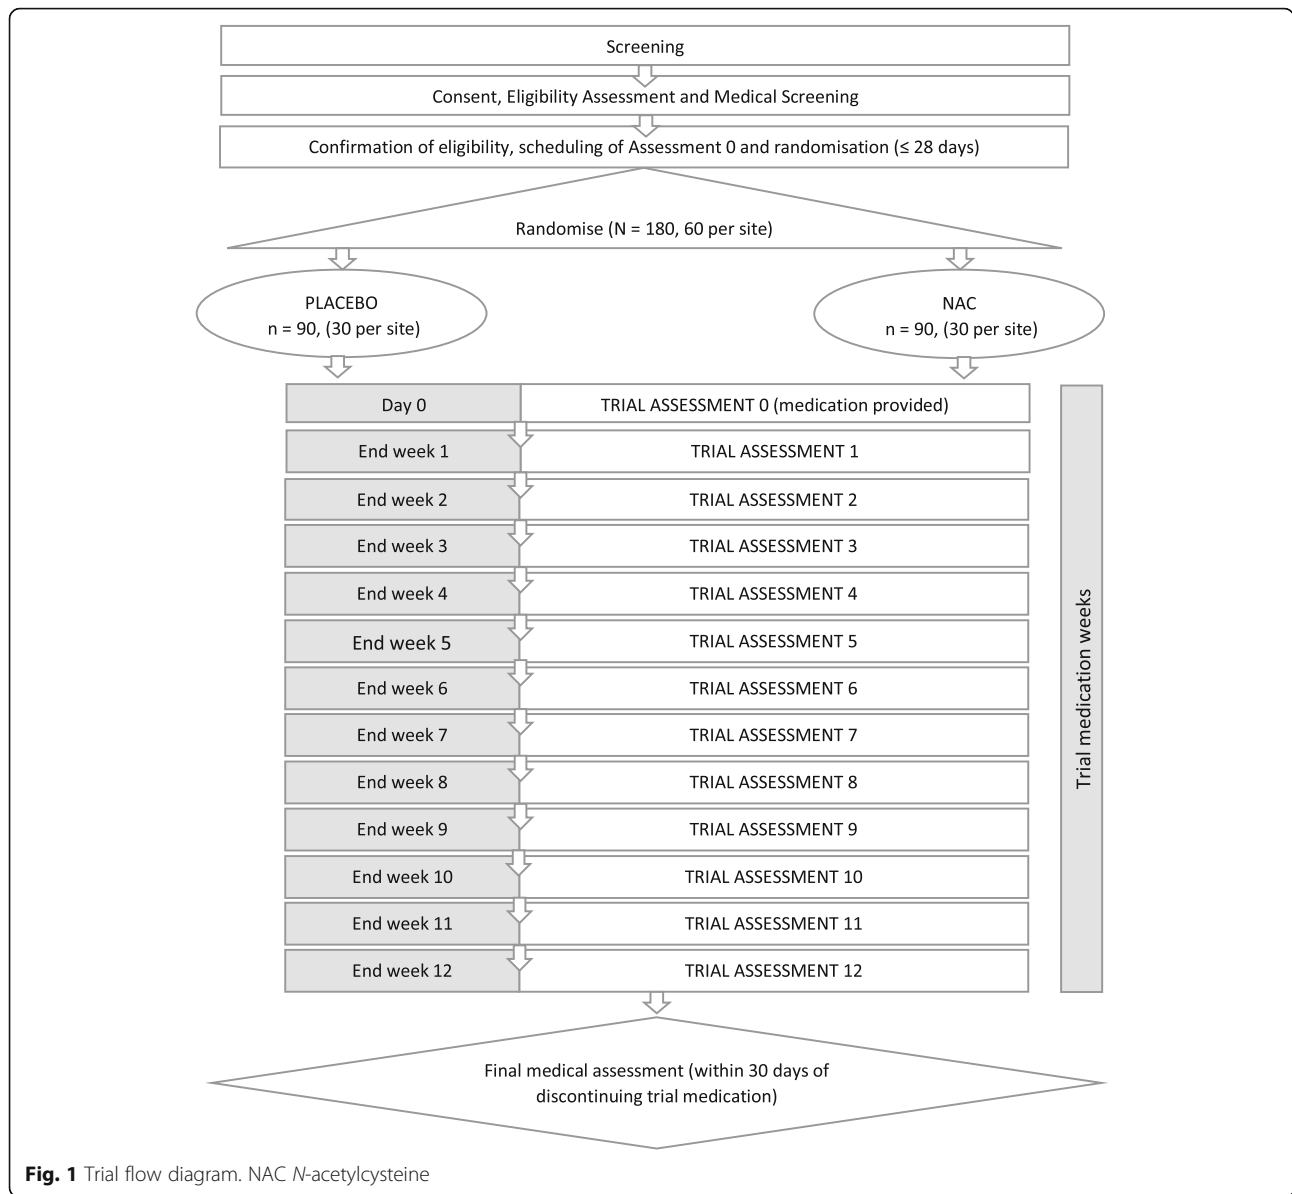 Screening
Consent, Eligibility Assessment and Medical Screening
Confirmation of eligibility, scheduling of Assessment 0 and randomisation (≤ 28 days)
Randomise (N = 180, 60 per site)
PLACEBO
n = 90, (30 per site)
NAC
n = 90, (30 per site)
Day 0 TRIAL ASSESSMENT 0 (medication provided)
End week 1 TRIAL ASSESSMENT 1
End week 2 TRIAL ASSESSMENT 2
End week 3 TRIAL ASSESSMENT 3
End week 4 TRIAL ASSESSMENT 4
End week 5 TRIAL ASSESSMENT 5
End week 6 TRIAL ASSESSMENT 6
End week 7 TRIAL ASSESSMENT 7
End week 8 TRIAL ASSESSMENT 8
End week 9 TRIAL ASSESSMENT 9
End week 10 TRIAL ASSESSMENT 10
End week 11 TRIAL ASSESSMENT 11
End week 12 TRIAL ASSESSMENT 12
Trial medication weeks
Final medical assessment (within 30 days of
discontinuing trial medication)
Fig. 1 Trial flow diagram. NAC N-acetylcysteine